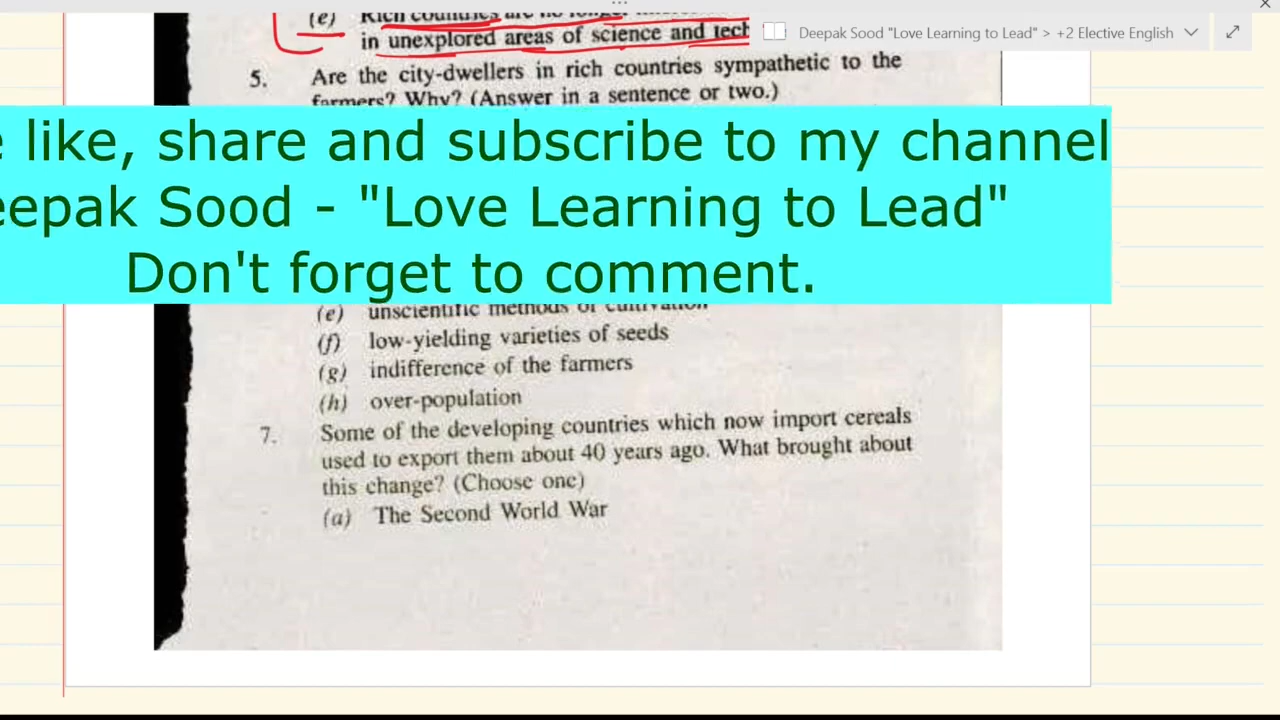 (e) Rich countries are no longer
in unexplored areas of science and tech
Deepak Sood "Love Learning to Lead" > +2 Elective English
5. Are the city-dwellers in rich countries sympathetic to the
farmers? Why? (Answer in a sentence or two.)
like, share and subscribe to my channel
eepak Sood - "Love Learning to Lead"
Don't forget to comment.
(e) unscientific methods of cultivation
(f) low-yielding varieties of seeds
(g) indifference of the farmers
(h) over-population
7. Some of the developing countries which now import cereals
used to export them about 40 years ago. What brought about
this change? (Choose one)
(a) The Second World War